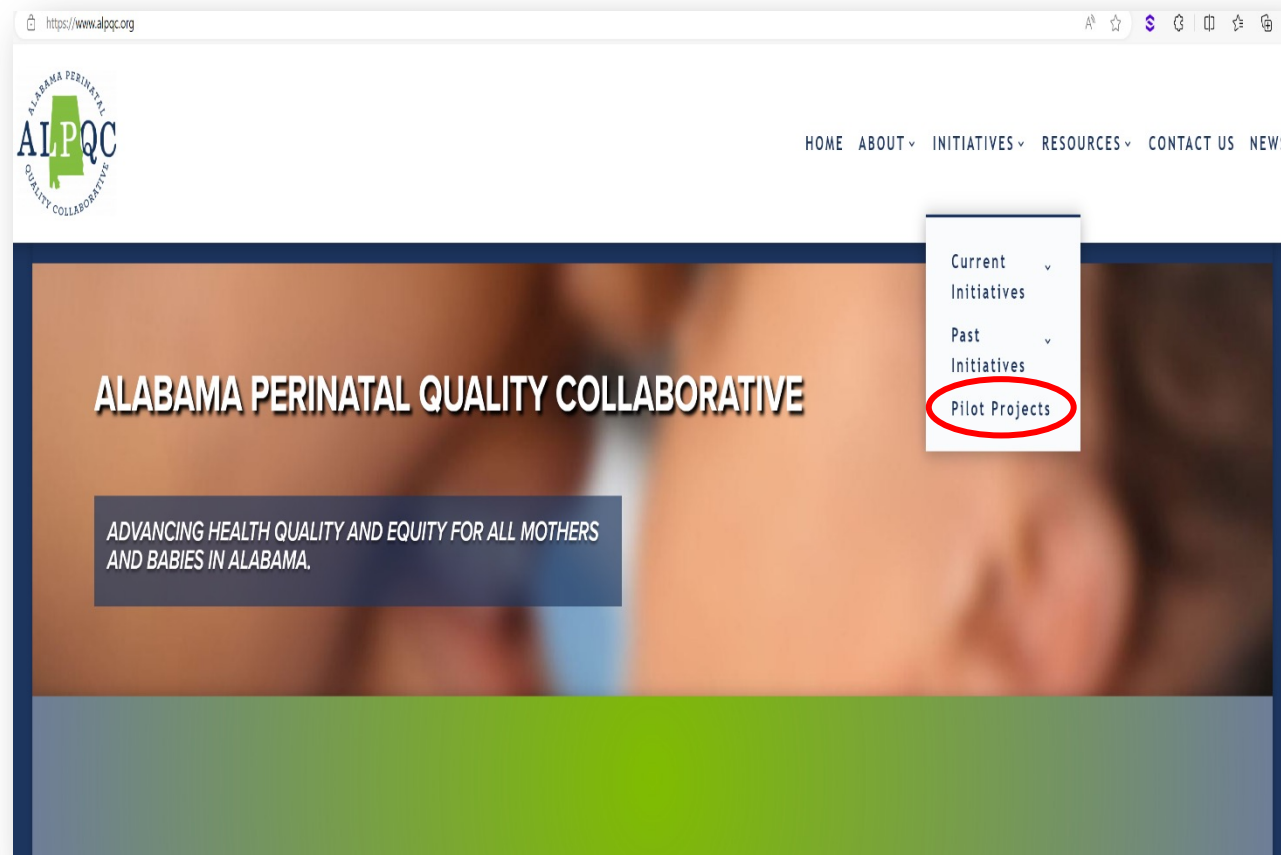 https://www.alpqc.org
ALABAMA PERINATAL
ALPQC
QUALITY COLLABORATIVE
HOME ABOUT INITIATIVES RESOURCES CONTACT US NEWS
Current
Initiatives
Past
Initiatives
Pilot Projects
ALABAMA PERINATAL QUALITY COLLABORATIVE
ADVANCING HEALTH QUALITY AND EQUITY FOR ALL MOTHERS
AND BABIES IN ALABAMA.